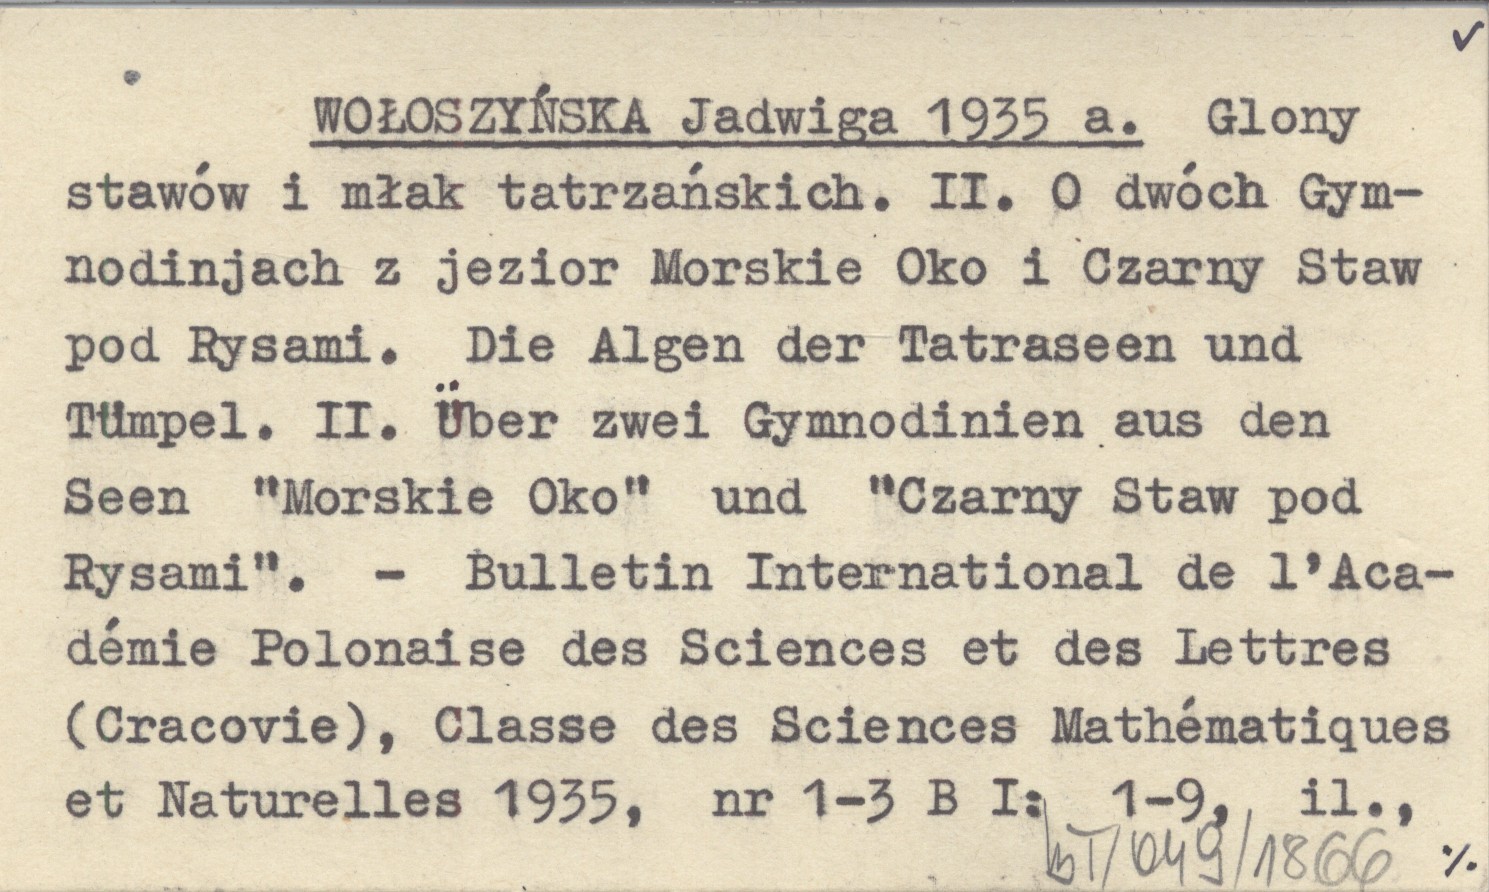 ✓
WOŁOSZYŃSKA Jadwiga 1935 a. Glony
stawów i młak tatrzańskich. II. O dwóch Gym-
nodinjach z jezior Morskie Oko i Czarny Staw
pod Rysami. Die Algen der Tatraseen und
Tümpel. II. Über zwei Gymnodinien aus den
Seen "Morskie Oko" und "Czarny Staw pod
Rysami". - Bulletin International de l'Aca-
démie Polonaise des Sciences et des Lettres
(Cracovie), Classe des Sciences Mathématiques
et Naturelles 1935, nr 1-3 B I: 1-9, il.,
BT/049/1866 ·/.